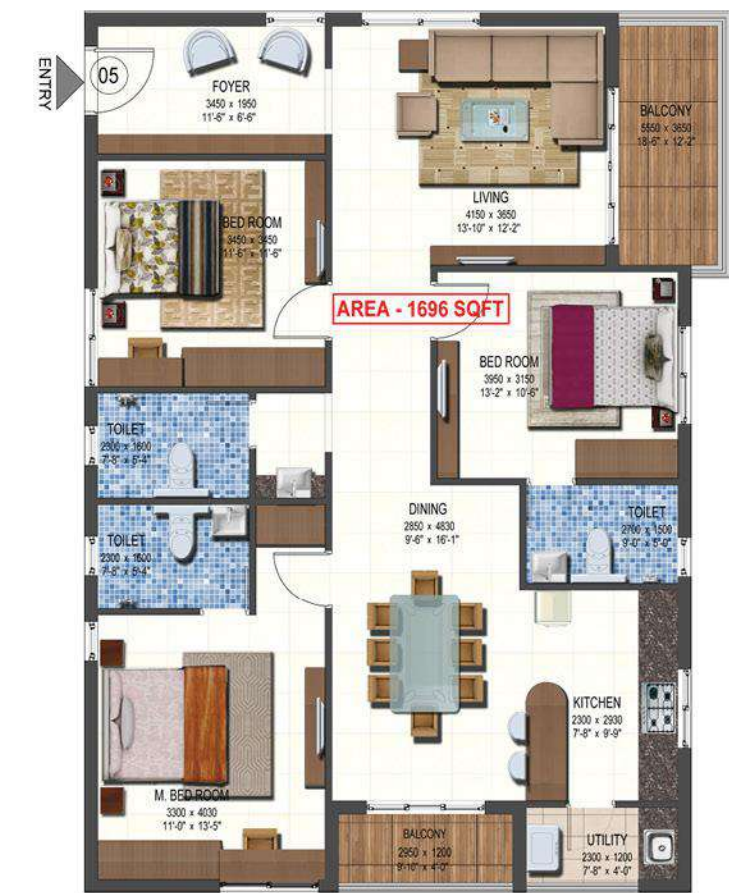 ENTRY
05
FOYER
3450 x 1950
11'-6" x 6'-6"
BALCONY
5550 x 3650
18'-6" x 12'-2"
LIVING
4150 x 3650
13'-10" x 12'-2"
BED ROOM
3450 x 3450
11'-6" x 11'-6"
AREA - 1696 SQFT
BED ROOM
3950 x 3150
13'-2" x 10'-6"
TOILET
2300 x 1600
7'-8" x 5'-4"
DINING
2850 x 4830
9'-6" x 16'-1"
TOILET
2700 x 1500
9'-0" x 5'-0"
TOILET
2300 x 1600
7'-8" x 5'-4"
KITCHEN
2300 x 2930
7'-8" x 9'-9"
M. BED ROOM
3300 x 4030
11'-0" x 13'-5"
BALCONY
2950 x 1200
9'-10" x 4'-0"
UTILITY
2300 x 1200
7'-8" x 4'-0"